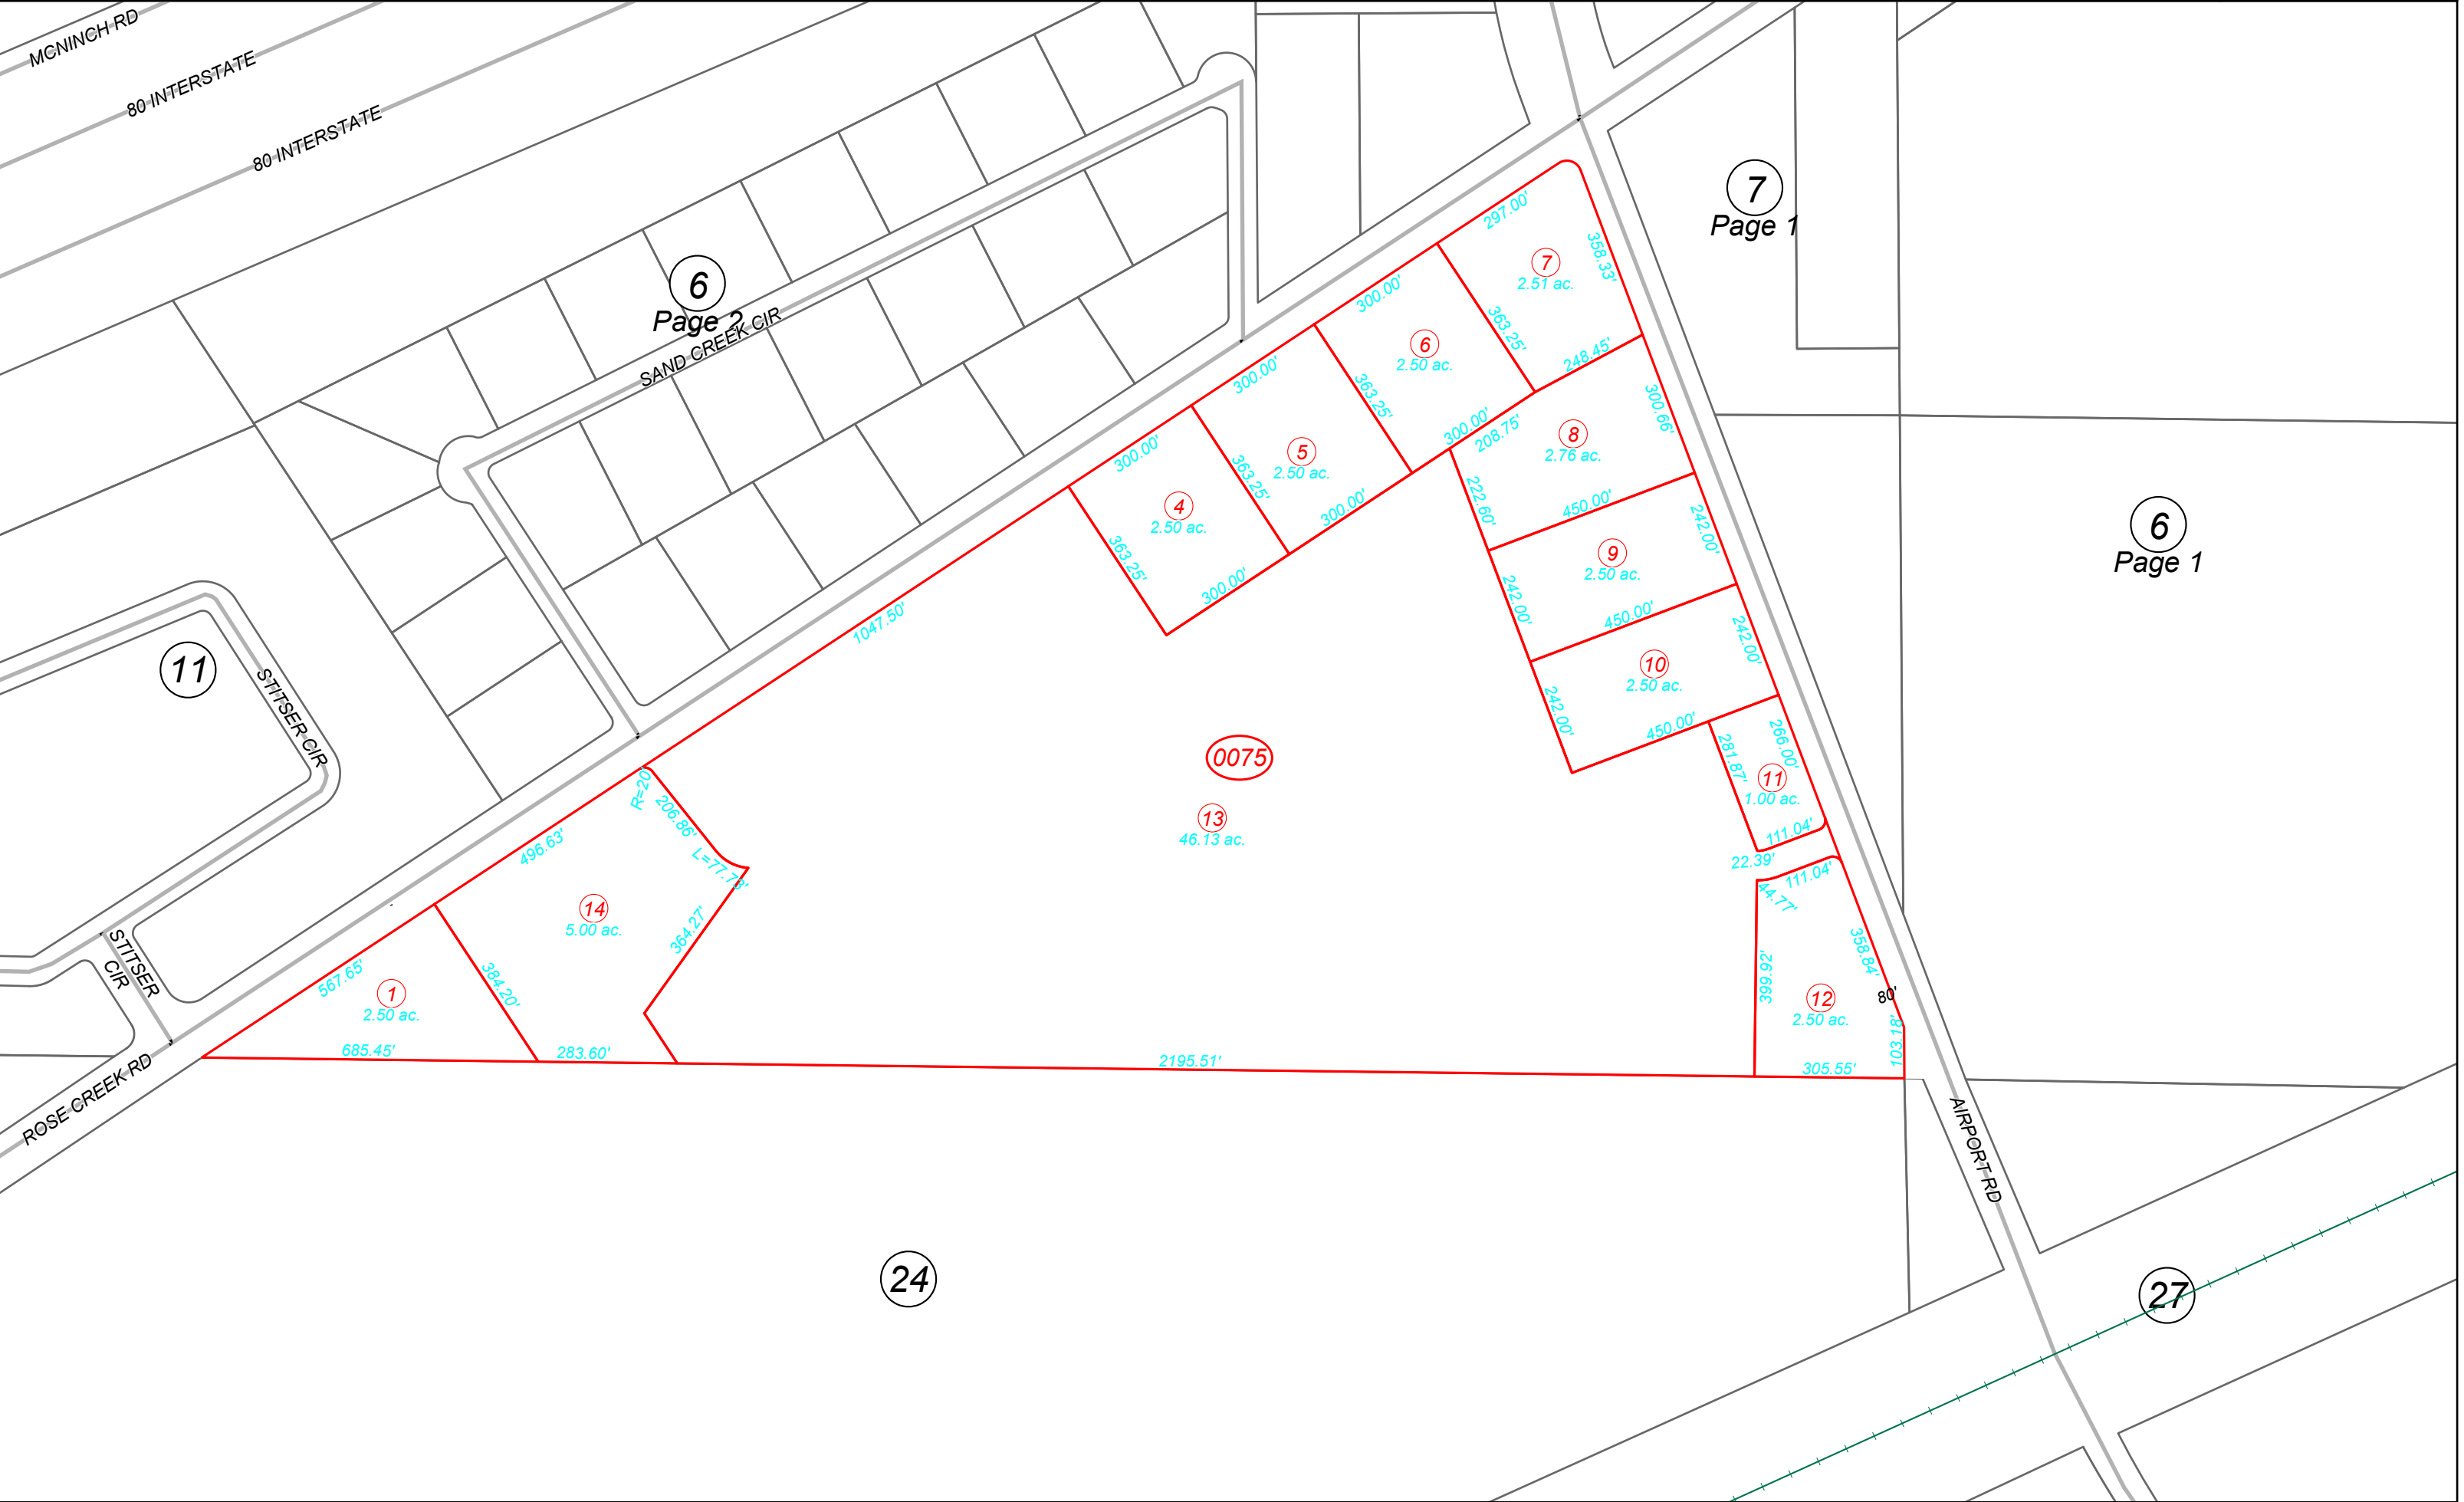 MCNINCH RD
80 INTERSTATE
80 INTERSTATE
7
Page 1
6
Page 2
SAND CREEK CIR
297.00'
358.33'
7
2.51 ac.
363.25'
248.45'
300.00'
6
2.50 ac.
363.25'
300.00'
208.75'
300.66'
8
2.76 ac.
300.00'
5
2.50 ac.
363.25'
300.00'
300.00'
4
2.50 ac.
363.25'
300.00'
222.60'
450.00'
242.00'
9
2.50 ac.
242.00'
450.00'
242.00'
10
2.50 ac.
242.00'
450.00'
6
Page 1
1047.50'
11
STITSER CIR
266.00'
281.87'
11
1.00 ac.
111.04'
0075
13
46.13 ac.
R=20'
206.86'
L=77.73'
496.63'
14
5.00 ac.
364.27'
22.39'
111.04'
44.77'
358.84'
399.92'
12
2.50 ac.
80'
103.18'
305.55'
STITSER
CIR
567.65'
384.20'
1
2.50 ac.
685.45'
283.60'
2195.51'
ROSE CREEK RD
AIRPORT RD
24
27